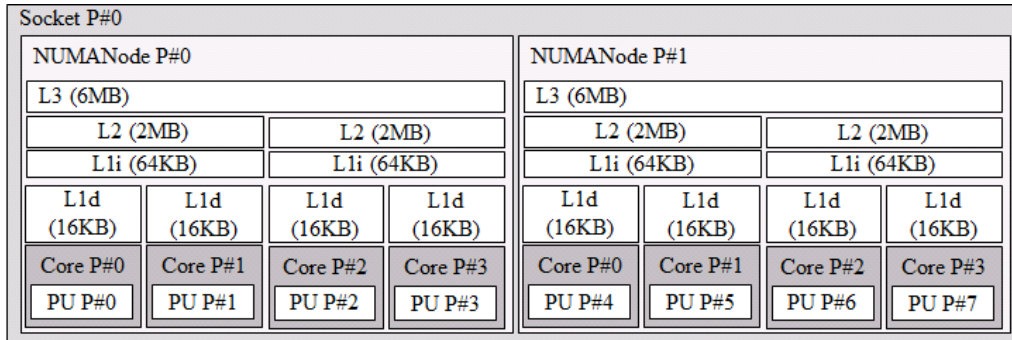 Socket P#0
NUMANode P#0
NUMANode P#1
L3 (6MB)
L3 (6MB)
L2 (2MB)
L2 (2MB)
L2 (2MB)
L2 (2MB)
L1i (64KB)
L1i (64KB)
L1i (64KB)
L1i (64KB)
L1d
(16KB)
L1d
(16KB)
L1d
(16KB)
L1d
(16KB)
L1d
(16KB)
L1d
(16KB)
L1d
(16KB)
L1d
(16KB)
Core P#0
PU P#0
Core P#1
PU P#1
Core P#2
PU P#2
Core P#3
PU P#3
Core P#0
PU P#4
Core P#1
PU P#5
Core P#2
PU P#6
Core P#3
PU P#7